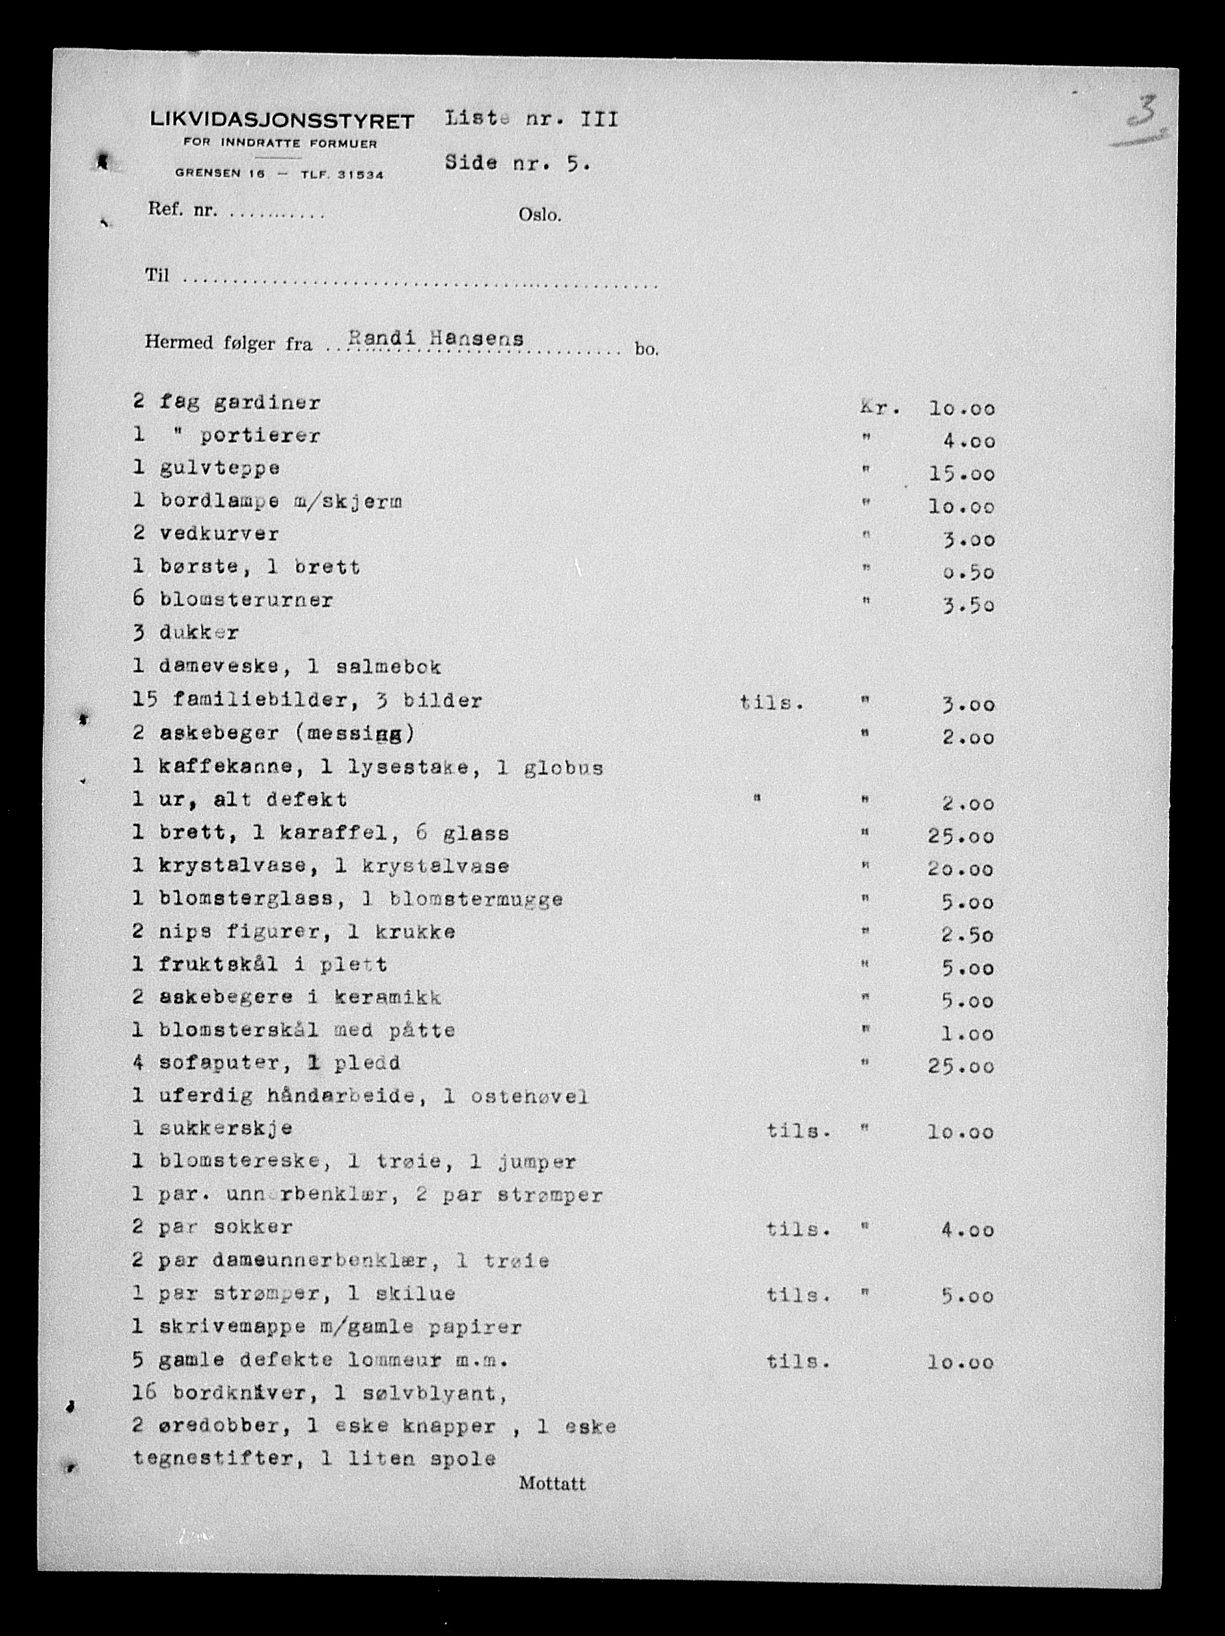 3
LIKVIDASJONSSTYRET Liste nr. III
FOR INNDRATTE FORMUER
Side nr. 5.
GRENSEN 16 — TLF. 31534
Ref. nr. ........... Oslo.
Til ................................................
Hermed følger fra ...Randi Hansens............ bo.
2 fag gardiner Kr. 10.00
1 " portierer " 4.00
1 gulvteppe " 15.00
1 bordlampe m/skjerm " 10.00
2 vedkurver " 3.00
1 børste, 1 brett " 0.50
6 blomsterurner " 3.50
3 dukker
1 dameveske, 1 salmebok
15 familiebilder, 3 bilder tils. " 3.00
2 askebeger (messing) " 2.00
1 kaffekanne, 1 lysestake, 1 globus
1 ur, alt defekt " " 2.00
1 brett, 1 karaffel, 6 glass " 25.00
1 krystalvase, 1 krystalvase " 20.00
1 blomsterglass, 1 blomstermugge " 5.00
2 nips figurer, 1 krukke " 2.50
1 fruktskål i plett " 5.00
2 askebegere i keramikk " 5.00
1 blomsterskål med påtte " 1.00
4 sofaputer, 1 pledd " 25.00
1 uferdig håndarbeide, 1 ostehøvel
1 sukkerskje tils. " 10.00
1 blomstereske, 1 trøie, 1 jumper
1 par. unnerbenklær, 2 par strømper
2 par sokker tils. " 4.00
2 par dameunnerbenklær, 1 trøie
1 par strømper, 1 skilue tils. " 5.00
1 skrivemappe m/gamle papirer
5 gamle defekte lommeur m.m. tils. 10.00
16 bordkniver, 1 sølvblyant,
2 øredobber, 1 eske knapper , 1 eske
tegnestifter, 1 liten spole
Mottatt